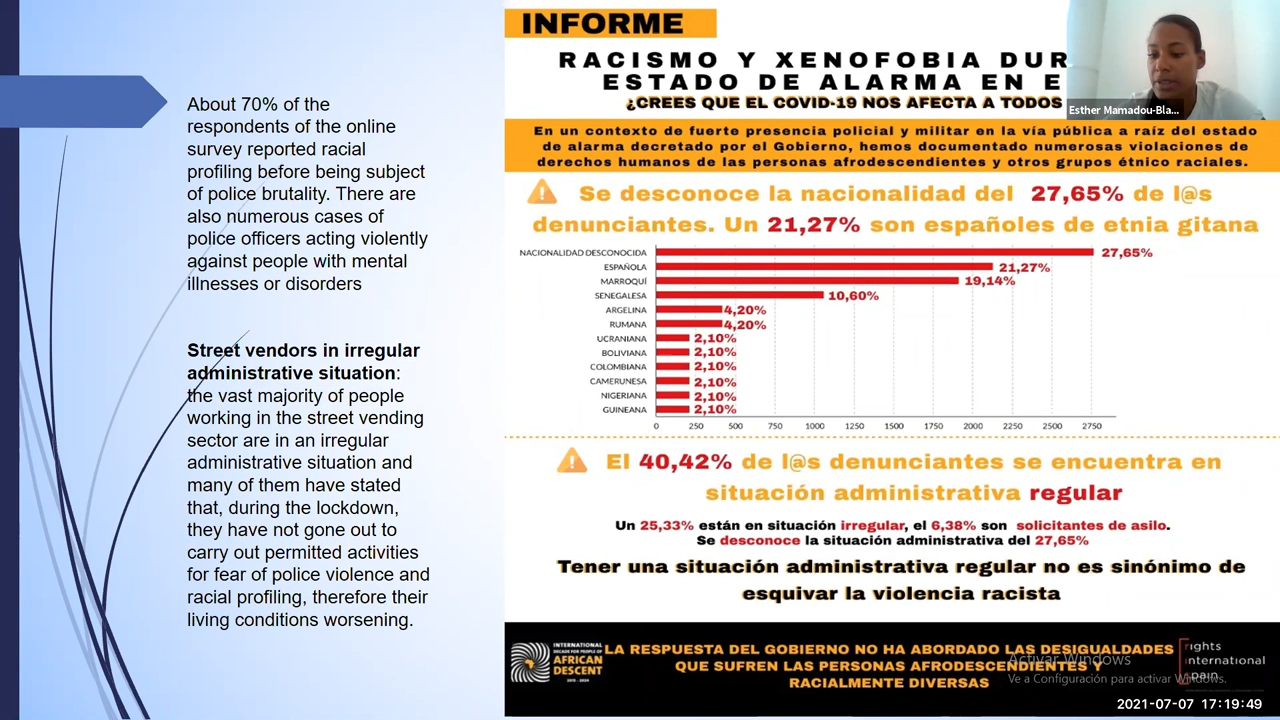 About 70% of the
respondents of the online
survey reported racial
profiling before being subject
of police brutality. There are
also numerous cases of
police officers acting violently
against people with mental
illnesses or disorders
Street vendors in irregular
administrative situation:
the vast majority of people
working in the street vending
sector are in an irregular
administrative situation and
many of them have stated
that, during the lockdown,
they have not gone out to
carry out permitted activities
for fear of police violence and
racial profiling, therefore their
living conditions worsening.
INFORME
RACISMO Y XENOFOBIA DUR
ESTADO DE ALARMA EN E
¿CREES QUE EL COVID-19 NOS AFECTA A TODOS
Esther Mamadou-Bla...
En un contexto de fuerte presencia policial y militar en la vía pública a raíz del estado
de alarma decretado por el Gobierno, hemos documentado numerosas violaciones de
derechos humanos de las personas afrodescendientes y otros grupos étnico raciales.
Se desconoce la nacionalidad del 27,65% de l@s
denunciantes. Un 21,27% son españoles de etnia gitana
NACIONALIDAD DESCONOCIDA 27,65%
ESPAÑOLA 21,27%
MARROQUÍ 19,14%
SENEGALESA 10,60%
ARGELINA 4,20%
RUMANA 4,20%
UCRANIANA 2,10%
BOLIVIANA 2,10%
COLOMBIANA 2,10%
CAMERUNESA 2,10%
NIGERIANA 2,10%
GUINEANA 2,10%
0 250 500 750 1000 1250 1500 1750 2000 2250 2500 2750
El 40,42% de l@s denunciantes se encuentra en
situación administrativa regular
Un 25,33% están en situación irregular, el 6,38% son solicitantes de asilo.
Se desconoce la situación administrativa del 27,65%
Tener una situación administrativa regular no es sinónimo de
esquivar la violencia racista
INTERNATIONAL
DECADE FOR PEOPLE OF
AFRICAN
DESCENT
2015 - 2024
LA RESPUESTA DEL GOBIERNO NO HA ABORDADO LAS DESIGUALDADES
QUE SUFREN LAS PERSONAS AFRODESCENDIENTES Y
RACIALMENTE DIVERSAS
rights
international
spain
Activar Windows
Ve a Configuración para activar Windows.
2021-07-07 17:19:49